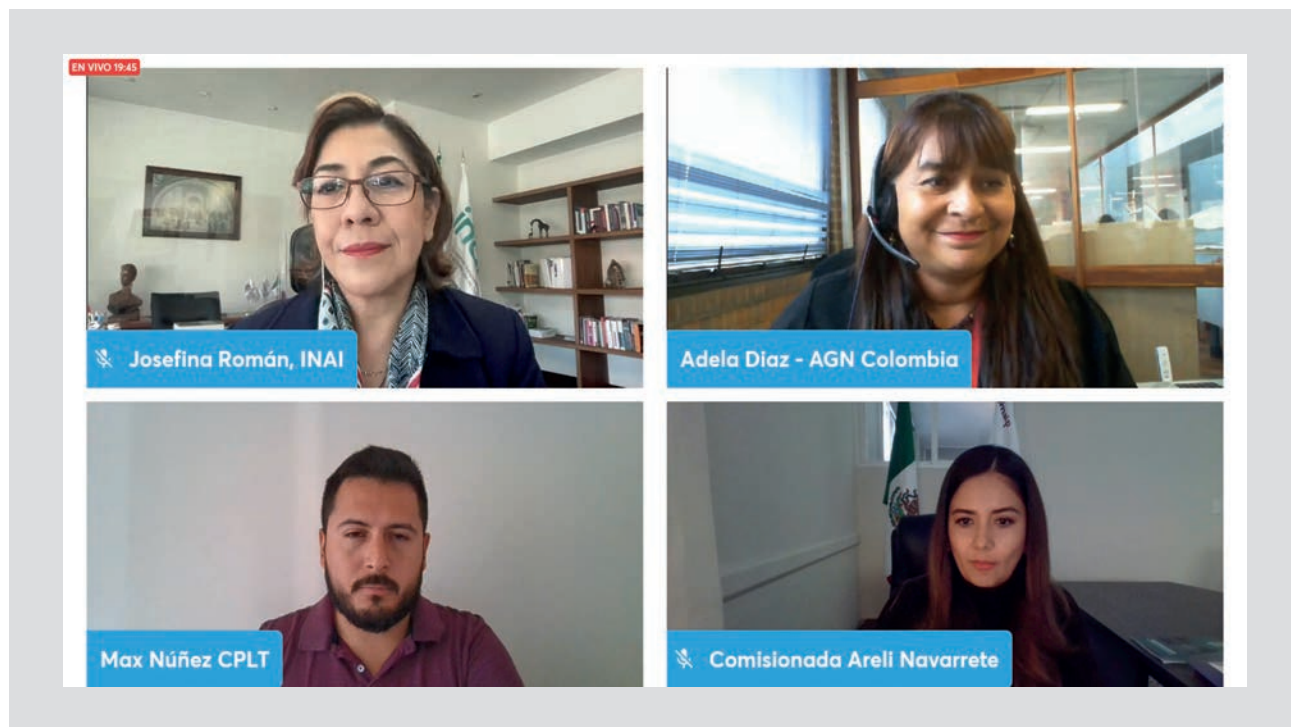 EN VIVO 19:45
Josefina Román, INAI
Adela Diaz - AGN Colombia
Max Núñez CPLT
Comisionada Areli Navarrete